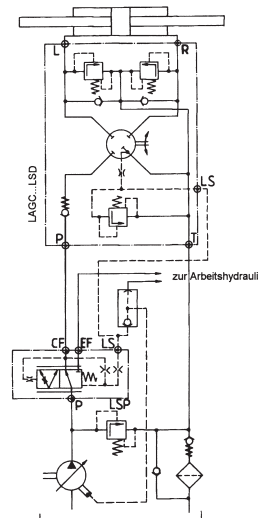 L R
LAGC...LSD
LS
P T
zur Arbeitshydrauli
CF EF LS
P LSP